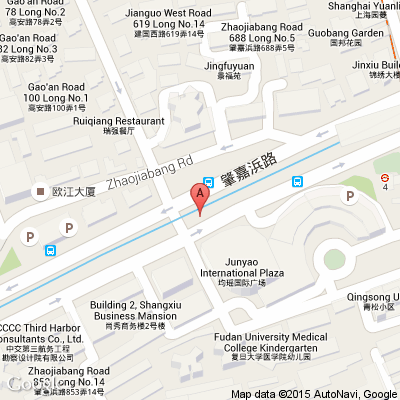 Gao'an Road
78 Long No.2
高安路78弄2号
Jianguo West Road
619 Long No.14
建国西路619弄14号
Zhaojiabang Road
688 Long No.5
肇嘉浜路688弄5号
Shanghai Yuanli
上海园菱
Guobang Garden
国邦花园
Gao'an Road
82 Long No.3
高安路82弄3号
Jingfuyuan
景福苑
Jinxiu Buile
锦绣大楼
Gao'an Road
100 Long No.1
高安路100弄1号
Ruiqiang Restaurant
瑞强餐厅
Zhaojiabang Rd
肇嘉浜路
欧江大厦
4
A
P
P
P
P
Junyao
International Plaza
均瑶国际广场
Building 2, Shangxiu
Business Mansion
尚秀商务楼2号楼
Qingsong U
青松小区
CCCC Third Harbor
Consultants Co., Ltd.
中交第三航务工程
勘察设计院有限公司
Fudan University Medical
College Kindergarten
复旦大学医学院幼儿园
Zhaojiabang Road
853 Long No.14
肇嘉浜路853弄14号
Google
Map data ©2015 AutoNavi, Google